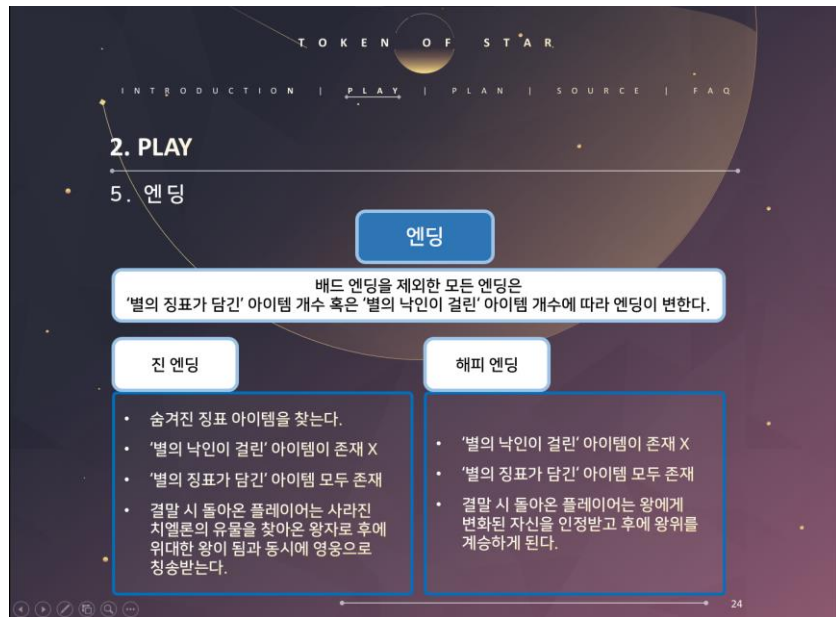 TOKEN OF STAR
INTRODUCTION | PLAY | PLAN | SOURCE | FAQ
2. PLAY
5. 엔딩
엔딩
배드 엔딩을 제외한 모든 엔딩은
‘별의 징표가 담긴’ 아이템 개수 혹은 ‘별의 낙인이 걸린’ 아이템 개수에 따라 엔딩이 변한다.
진 엔딩
• 숨겨진 징표 아이템을 찾는다.
• ‘별의 낙인이 걸린’ 아이템이 존재 X
• ‘별의 징표가 담긴’ 아이템 모두 존재
• 결말 시 돌아온 플레이어는 사라진
치엘론의 유물을 찾아온 왕자로 후에
위대한 왕이 됨과 동시에 영웅으로
칭송받는다.
해피 엔딩
• ‘별의 낙인이 걸린’ 아이템이 존재 X
• ‘별의 징표가 담긴’ 아이템 모두 존재
• 결말 시 돌아온 플레이어는 왕에게
변화된 자신을 인정받고 후에 왕위를
계승하게 된다.
24